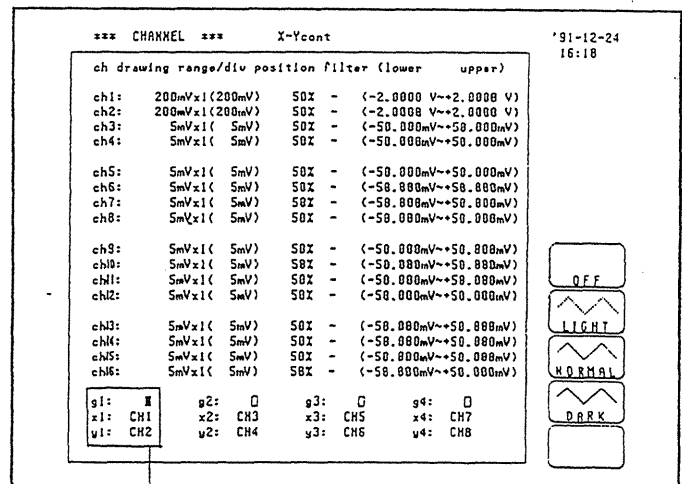 *** CHANNEL *** X-Ycont '91-12-24
16:18
ch drawing range/div position filter (lower upper)
ch1: 200mVx1(200mV) 50% - (-2.0000 V~+2.0000 V)
ch2: 200mVx1(200mV) 50% - (-2.0000 V~+2.0000 V)
ch3: 5mVx1( 5mV) 50% - (-50.000mV~+50.000mV)
ch4: 5mVx1( 5mV) 50% - (-50.000mV~+50.000mV)
ch5: 5mVx1( 5mV) 50% - (-50.000mV~+50.000mV)
ch6: 5mVx1( 5mV) 50% - (-50.000mV~+50.000mV)
ch7: 5mVx1( 5mV) 50% - (-50.000mV~+50.000mV)
ch8: 5mVx1( 5mV) 50% - (-50.000mV~+50.000mV)
ch9: 5mVx1( 5mV) 50% - (-50.000mV~+50.000mV)
ch10: 5mVx1( 5mV) 50% - (-50.000mV~+50.000mV)
ch11: 5mVx1( 5mV) 50% - (-50.000mV~+50.000mV)
ch12: 5mVx1( 5mV) 50% - (-50.000mV~+50.000mV)
ch13: 5mVx1( 5mV) 50% - (-50.000mV~+50.000mV)
ch14: 5mVx1( 5mV) 50% - (-50.000mV~+50.000mV)
ch15: 5mVx1( 5mV) 50% - (-50.000mV~+50.000mV)
ch16: 5mVx1( 5mV) 50% - (-50.000mV~+50.000mV)
g1: g2: g3: g4:
x1: CH1 x2: CH3 x3: CH5 x4: CH7
y1: CH2 y2: CH4 y3: CH6 y4: CH8
OFF
LIGHT
NORMAL
DARK